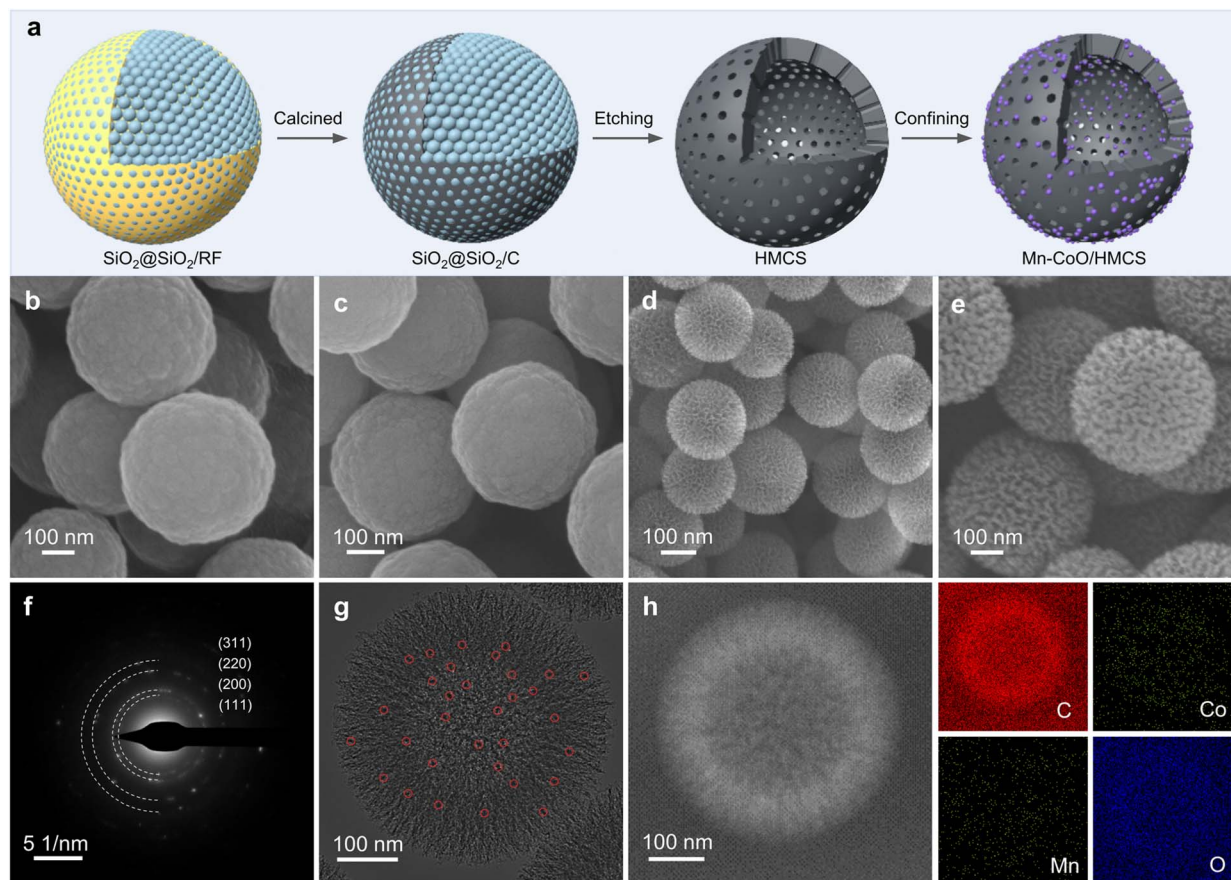 a
Calcined
Etching
Confining
SiO₂@SiO₂/RF
SiO₂@SiO₂/C
HMCS
Mn-CoO/HMCS
b
100 nm
c
100 nm
d
100 nm
e
100 nm
f
(311)
(220)
(200)
(111)
5 1/nm
g
100 nm
h
100 nm
C
Co
Mn
O